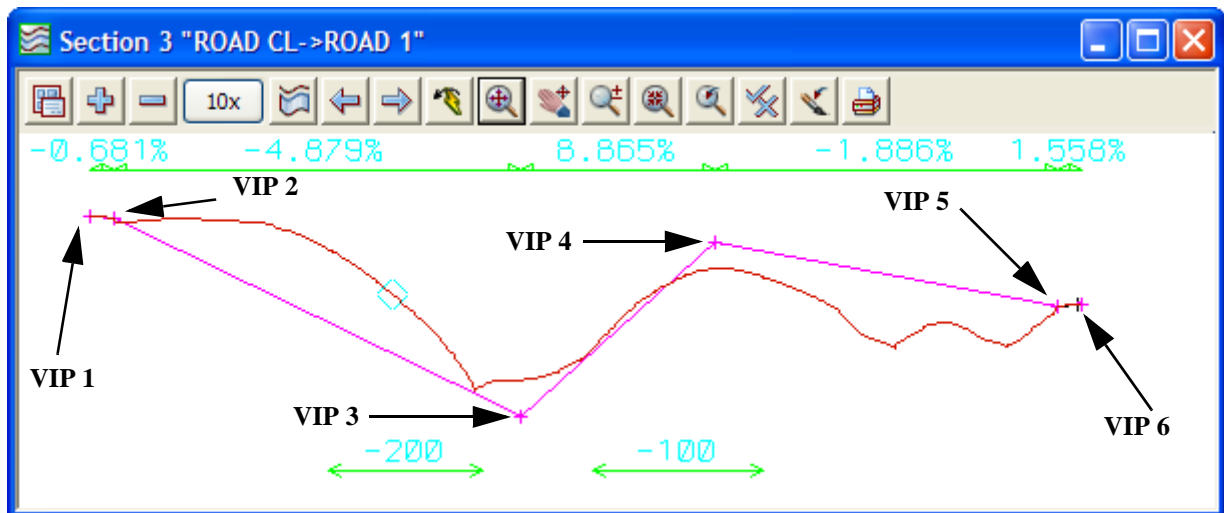 Section 3 "ROAD CL->ROAD 1"
10x
-0.681% -4.879% 8.865% -1.886% 1.558%
VIP 2
VIP 5
VIP 4
VIP 1
VIP 3
VIP 6
-200 -100